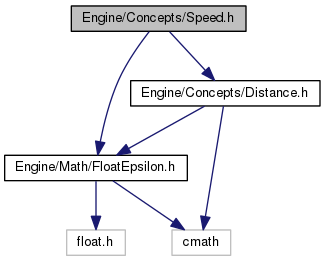 Engine/Concepts/Speed.h
Engine/Concepts/Distance.h
Engine/Math/FloatEpsilon.h
float.h
cmath